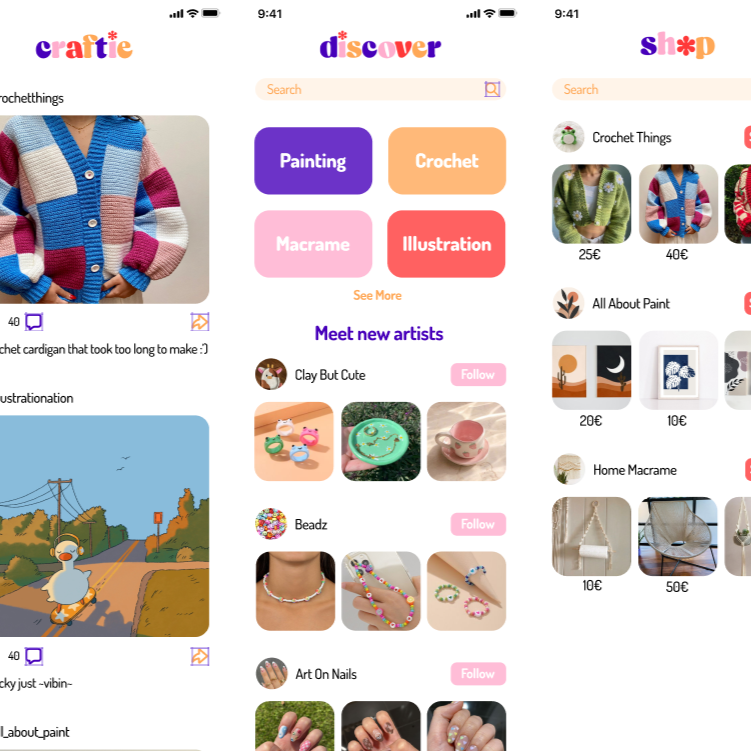 craftie
rochetthings
40
chet cardigan that took too long to make :')
ustrationation
40
cky just ~vibin~
ll_about_paint
9:41
discover
Search
Painting
Crochet
Macrame
Illustration
See More
Meet new artists
Clay But Cute
Follow
Beadz
Follow
Art On Nails
Follow
9:41
shop
Search
Crochet Things
25€
40€
All About Paint
20€
10€
Home Macrame
10€
50€